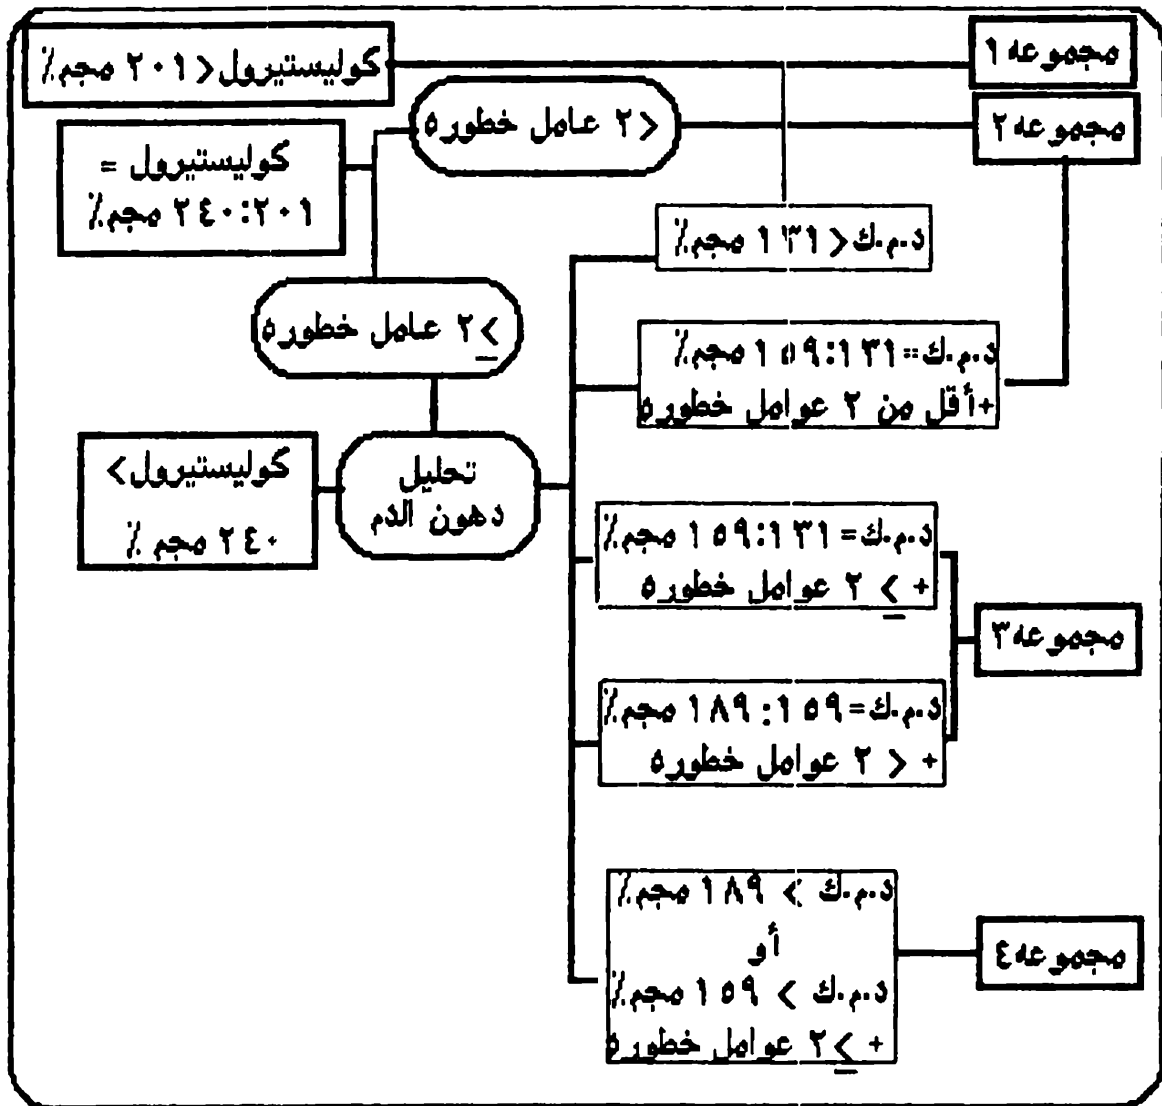 كوليستيرول<٢٠١ مجم٪
مجموعه ١
<٢ عامل خطوره
مجموعه ٢
كوليستيرول =
٢٤٠:٢٠١ مجم٪
د.م.ك<١٣١ مجم٪
≥٢ عامل خطوره
د.م.ك=١٥٩:١٣١ مجم٪
+أقل من ٢ عوامل خطوره
كوليستيرول>
٢٤٠ مجم ٪
تحليل
دهون الدم
د.م.ك=١٥٩:١٣١ مجم٪
+ ≥ ٢ عوامل خطوره
مجموعه ٣
د.م.ك=١٨٩:١٥٩ مجم٪
+ < ٢ عوامل خطوره
د.م.ك > ١٨٩ مجم٪
أو
د.م.ك > ١٥٩ مجم٪
+ ≥٢ عوامل خطوره
مجموعه ٤